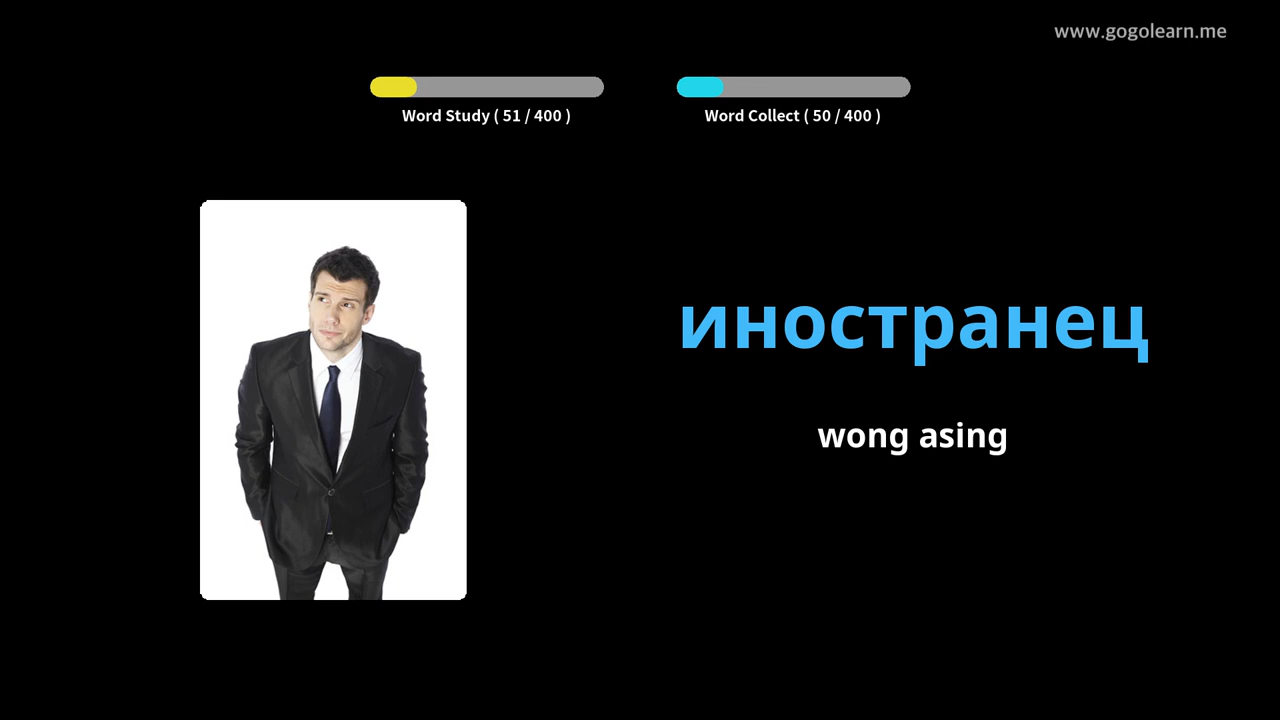 www.gogolearn.me
Word Study ( 51 / 400 )
Word Collect ( 50 / 400 )
иностранец
wong asing